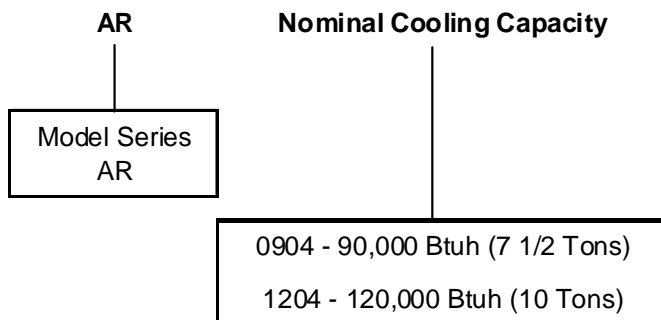 AR
Nominal Cooling Capacity
Model Series
AR
0904 - 90,000 Btuh (7 1/2 Tons)
1204 - 120,000 Btuh (10 Tons)